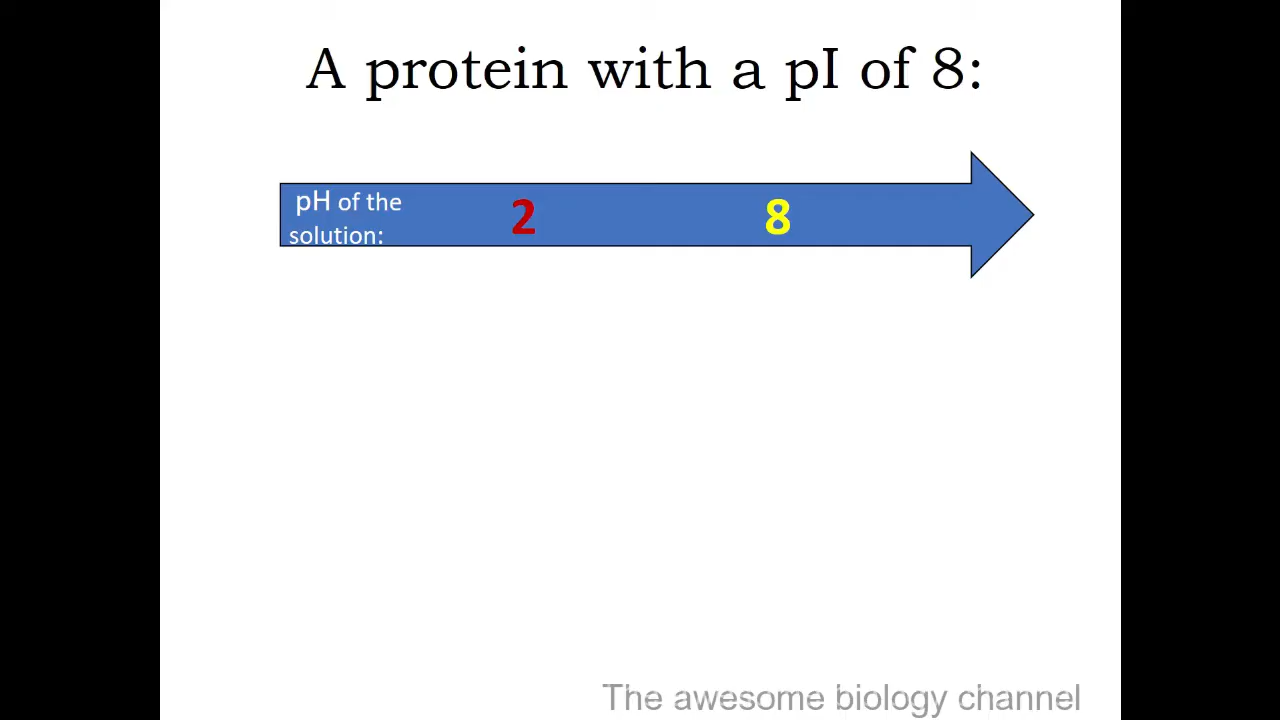 A protein with a pI of 8:
pH of the
solution:
2
8
The awesome biology channel